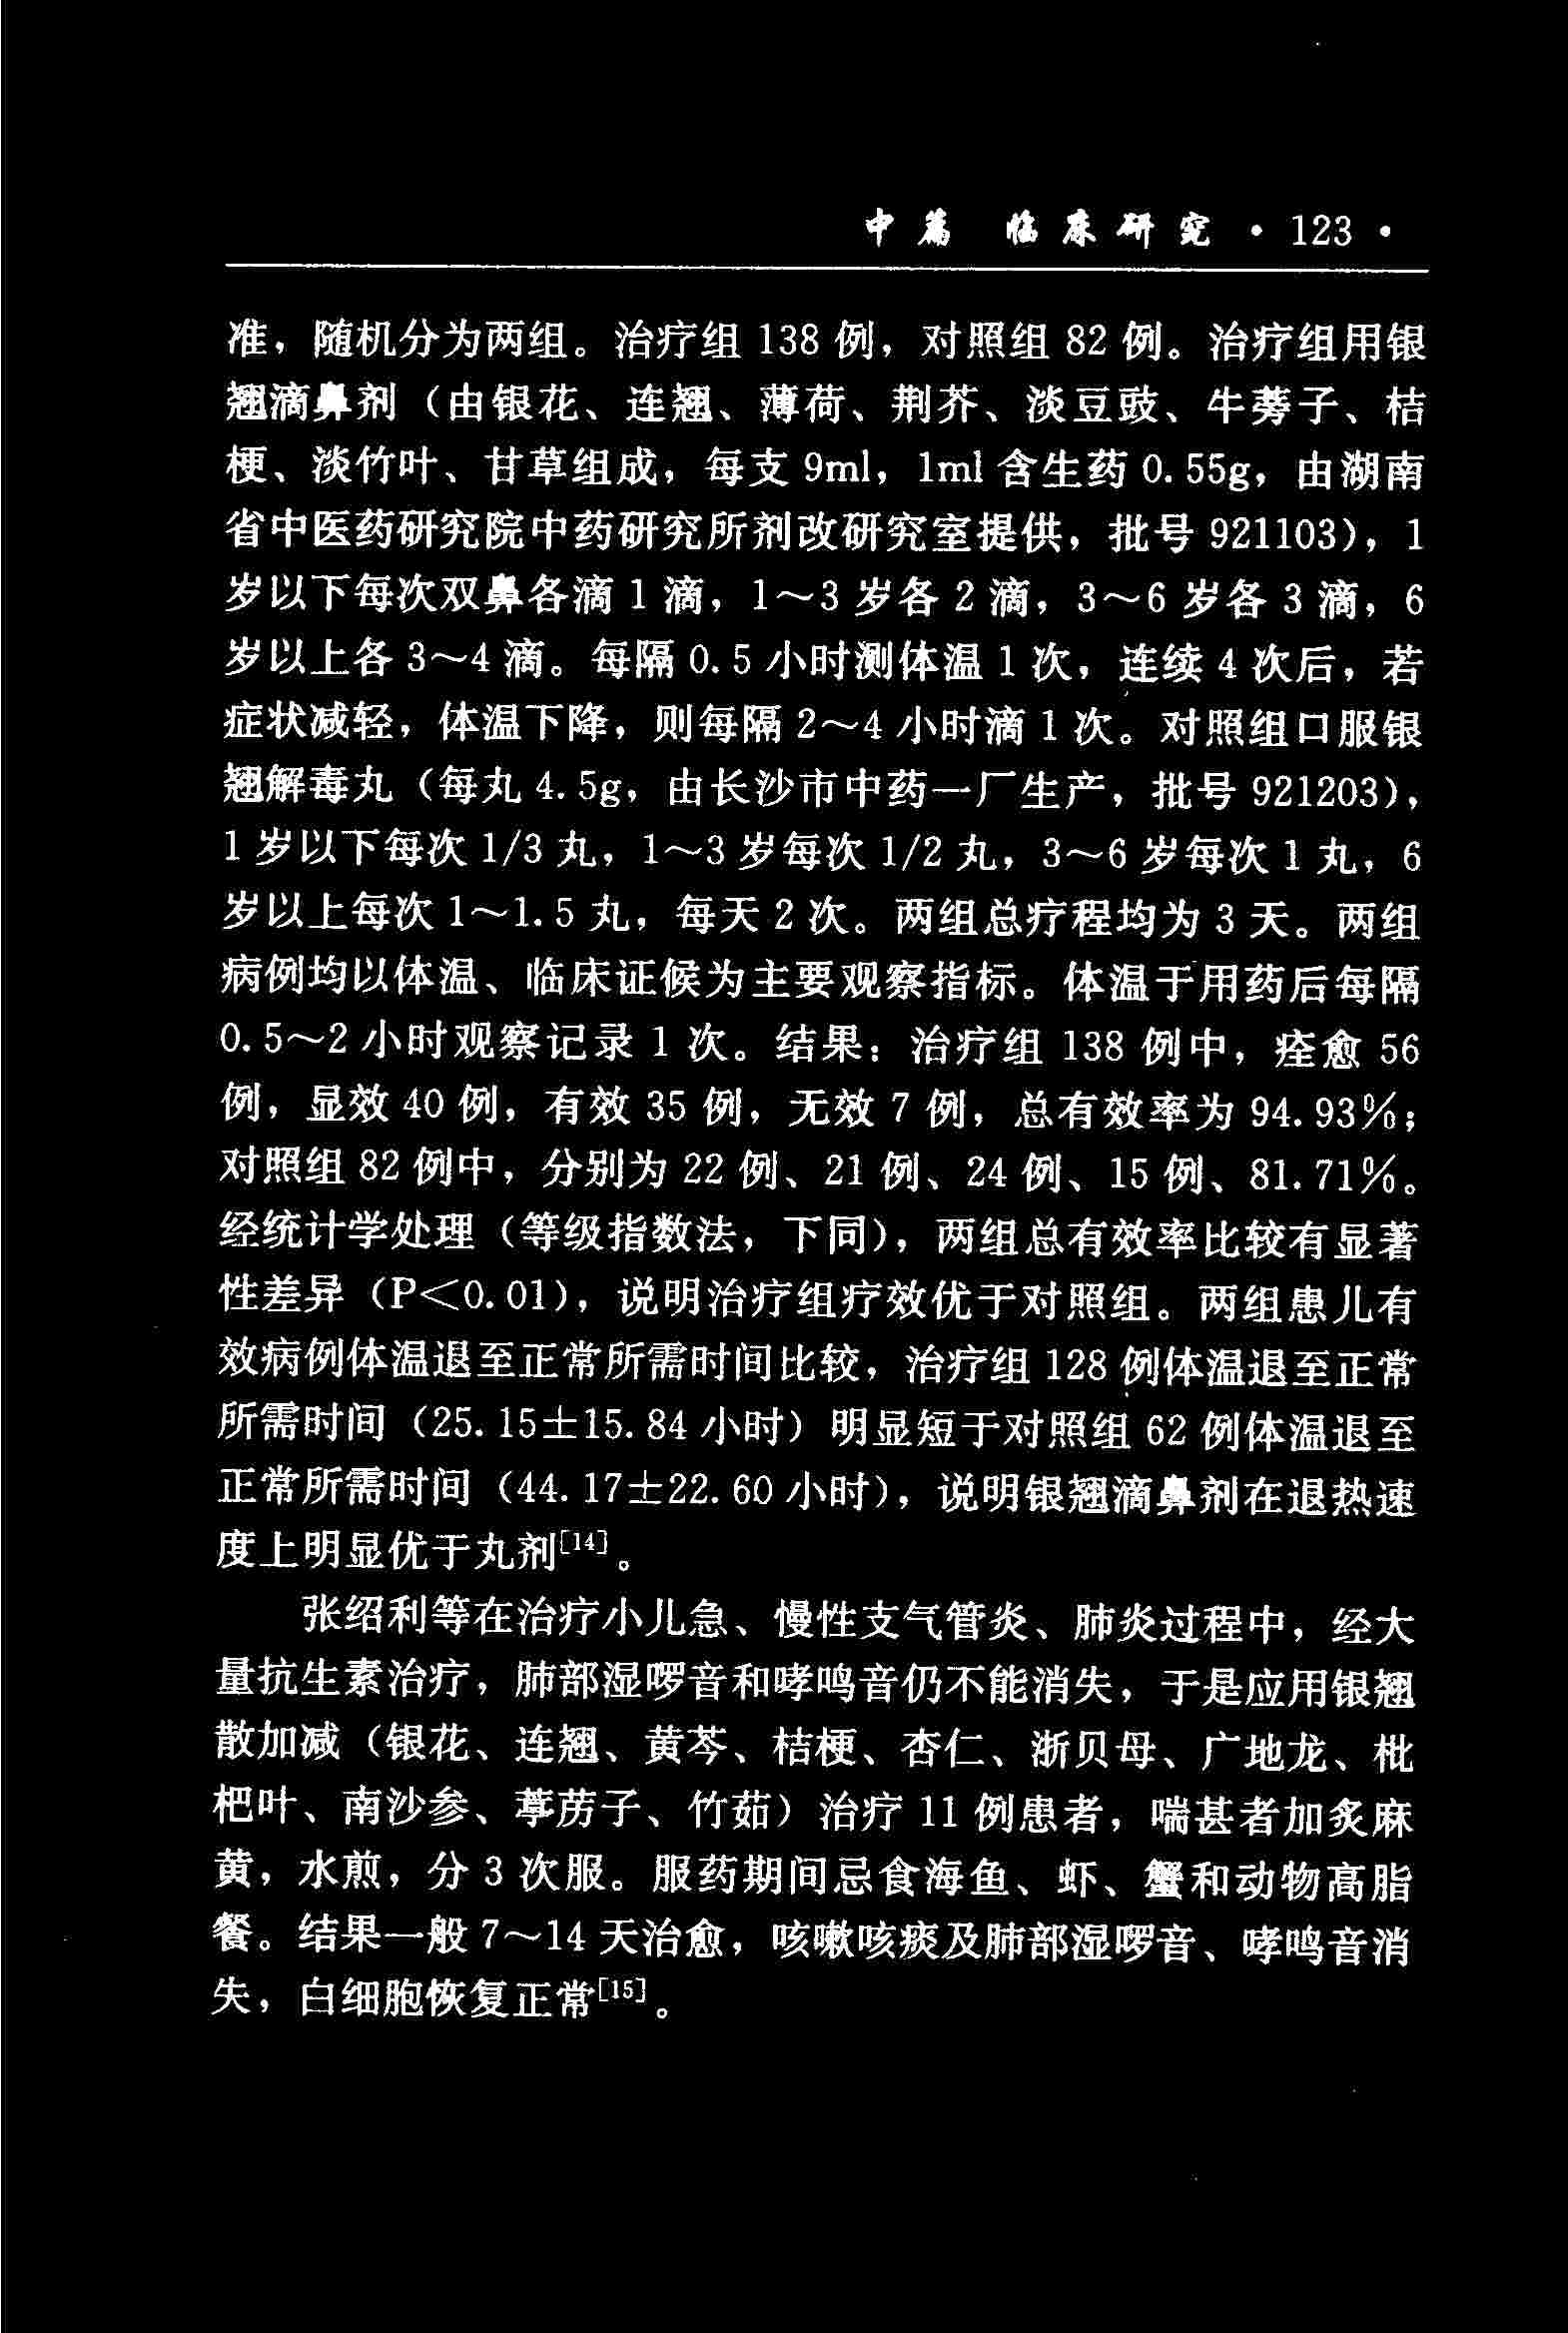 中篇 临床研究 · 123 ·
准，随机分为两组。治疗组 138 例，对照组 82 例。治疗组用银
翘滴鼻剂（由银花、连翘、薄荷、荆芥、淡豆豉、牛蒡子、桔
梗、淡竹叶、甘草组成，每支 9ml，1ml 含生药 0.55g，由湖南
省中医药研究院中药研究所剂改研究室提供，批号 921103），1
岁以下每次双鼻各滴 1 滴，1～3 岁各 2 滴，3～6 岁各 3 滴，6
岁以上各 3～4 滴。每隔 0.5 小时测体温 1 次，连续 4 次后，若
症状减轻，体温下降，则每隔 2～4 小时滴 1 次。对照组口服银
翘解毒丸（每丸 4.5g，由长沙市中药一厂生产，批号 921203），
1 岁以下每次 1/3 丸，1～3 岁每次 1/2 丸，3～6 岁每次 1 丸，6
岁以上每次 1～1.5 丸，每天 2 次。两组总疗程均为 3 天。两组
病例均以体温、临床证候为主要观察指标。体温于用药后每隔
0.5～2 小时观察记录 1 次。结果：治疗组 138 例中，痊愈 56
例，显效 40 例，有效 35 例，无效 7 例，总有效率为 94.93%；
对照组 82 例中，分别为 22 例、21 例、24 例、15 例、81.71%。
经统计学处理（等级指数法，下同），两组总有效率比较有显著
性差异（P＜0.01），说明治疗组疗效优于对照组。两组患儿有
效病例体温退至正常所需时间比较，治疗组 128 例体温退至正常
所需时间（25.15±15.84 小时）明显短于对照组 62 例体温退至
正常所需时间（44.17±22.60 小时），说明银翘滴鼻剂在退热速
度上明显优于丸剂[14]。
张绍利等在治疗小儿急、慢性支气管炎、肺炎过程中，经大
量抗生素治疗，肺部湿啰音和哮鸣音仍不能消失，于是应用银翘
散加减（银花、连翘、黄芩、桔梗、杏仁、浙贝母、广地龙、枇
杷叶、南沙参、葶苈子、竹茹）治疗 11 例患者，喘甚者加炙麻
黄，水煎，分 3 次服。服药期间忌食海鱼、虾、蟹和动物高脂
餐。结果一般 7～14 天治愈，咳嗽咳痰及肺部湿啰音、哮鸣音消
失，白细胞恢复正常[15]。